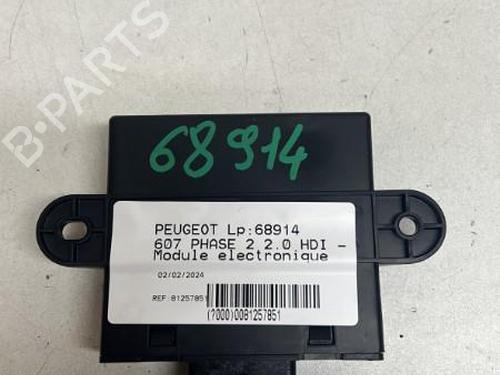 B-PARTS
68914
PEUGEOT Lp:68914
607 PHASE 2 2.0 HDI –
Module electronique
02/02/2024
REF: 81257851
(?000)0081257851